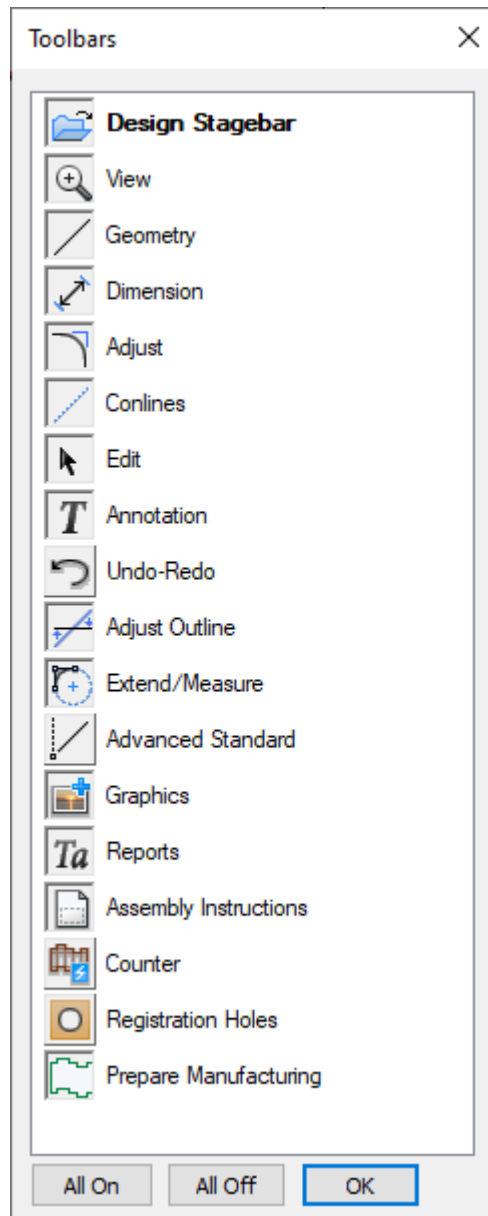 Toolbars
Design Stagebar
View
Geometry
Dimension
Adjust
Conlines
Edit
T Annotation
Undo-Redo
Adjust Outline
Extend/Measure
Advanced Standard
Graphics
Ta Reports
Assembly Instructions
Counter
Registration Holes
Prepare Manufacturing
All On All Off OK